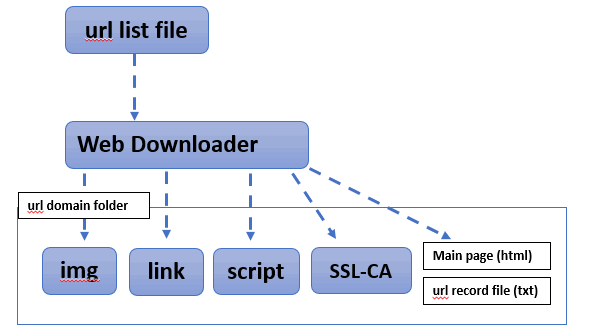 url list file
Web Downloader
url domain folder
img
link
script
SSL-CA
Main page (html)
url record file (txt)